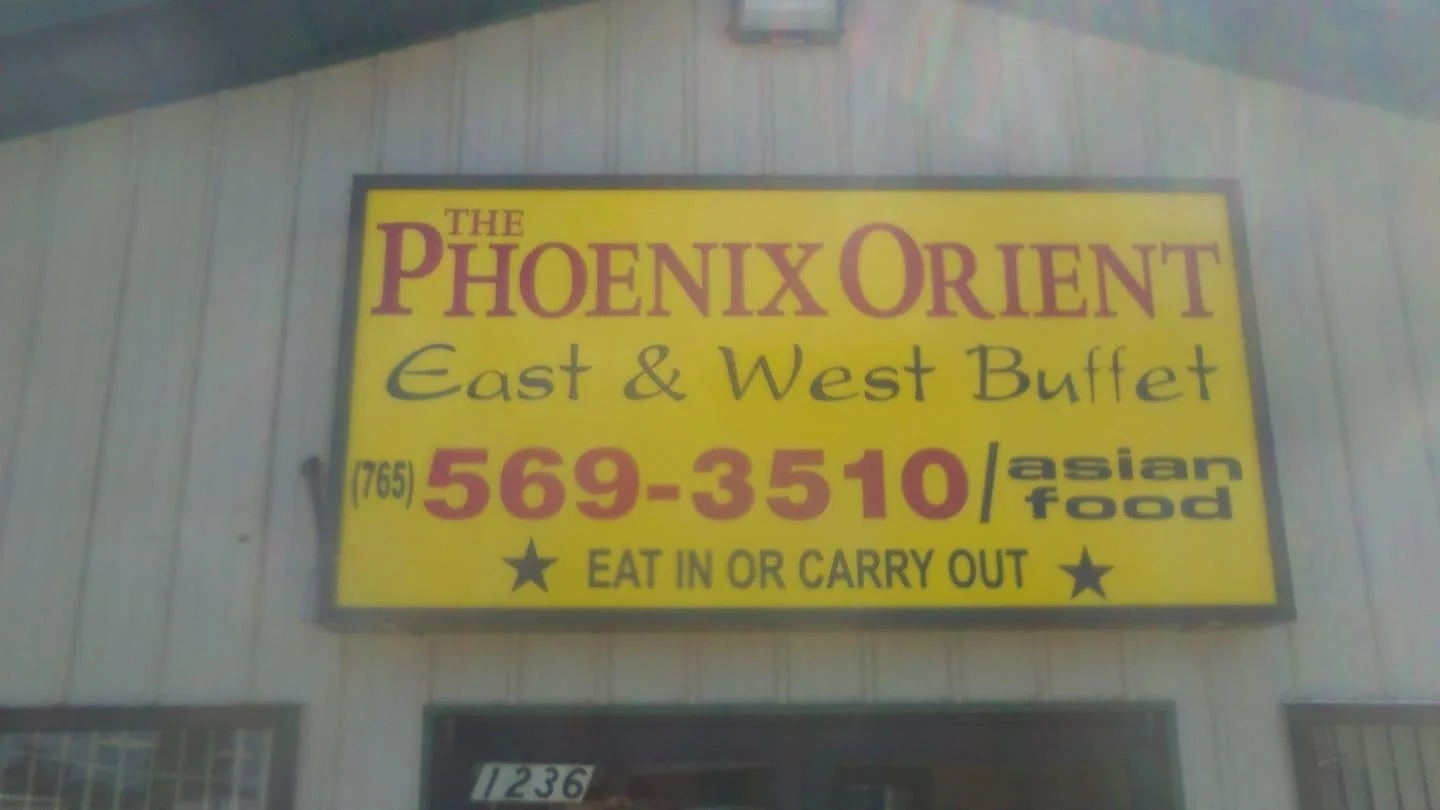 THE
PHOENIX ORIENT
East & West Buffet
(765) 569-3510/asian food
★ EAT IN OR CARRY OUT ★
1236